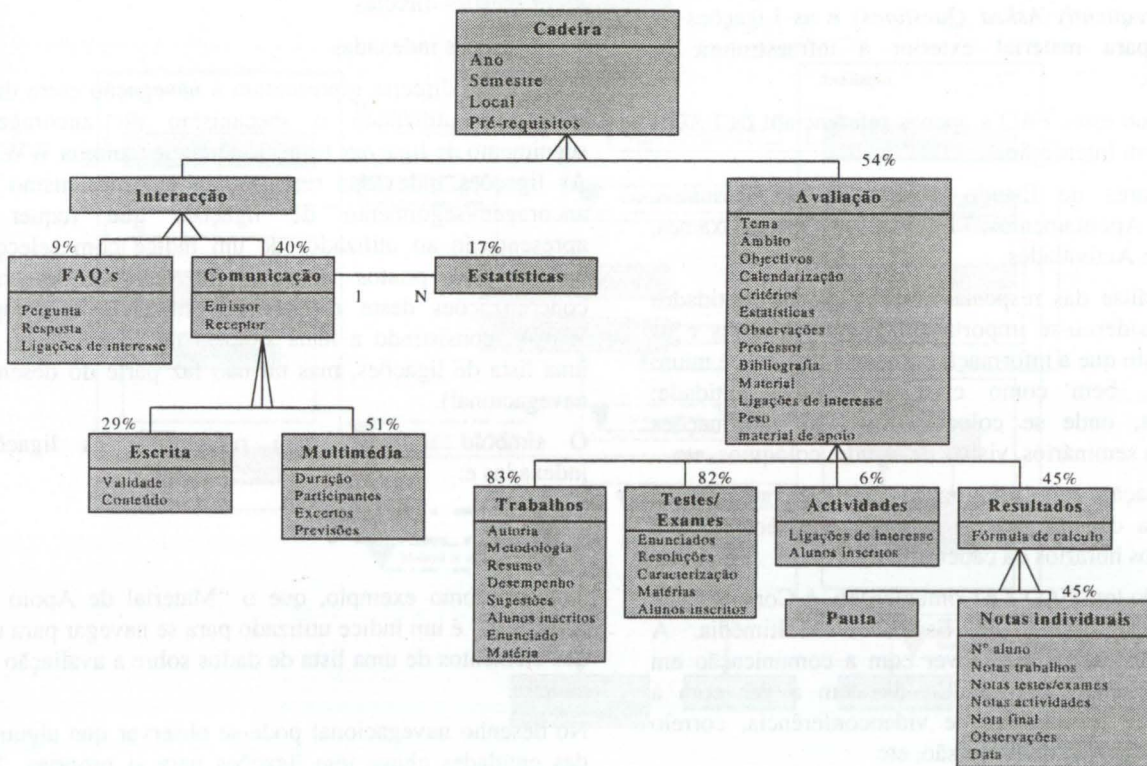 Cadeira
Ano
Semestre
Local
Pré-requisitos
Interacção
54%
Avaliação
Tema
Âmbito
Objectivos
Calendarização
Critérios
Estatísticas
Observações
Professor
Bibliografia
Material
Ligações de interesse
Peso
material de apoio
9%
FAQ's
Pergunta
Resposta
Ligações de interesse
40%
Comunicação
Emissor
Receptor
1 N
17%
Estatísticas
29%
Escrita
Validade
Conteúdo
51%
Multimédia
Duração
Participantes
Excertos
Previsões
83%
Trabalhos
Autoria
Metodologia
Resumo
Desempenho
Sugestões
Alunos inscritos
Enunciado
Matéria
82%
Testes/
Exames
Enunciados
Resoluções
Caracterização
Matérias
Alunos inscritos
6%
Actividades
Ligações de interesse
Alunos inscritos
45%
Resultados
Fórmula de calculo
Pauta
45%
Notas individuais
Nº aluno
Notas trabalhos
Notas testes/exames
Notas actividades
Nota final
Observações
Data